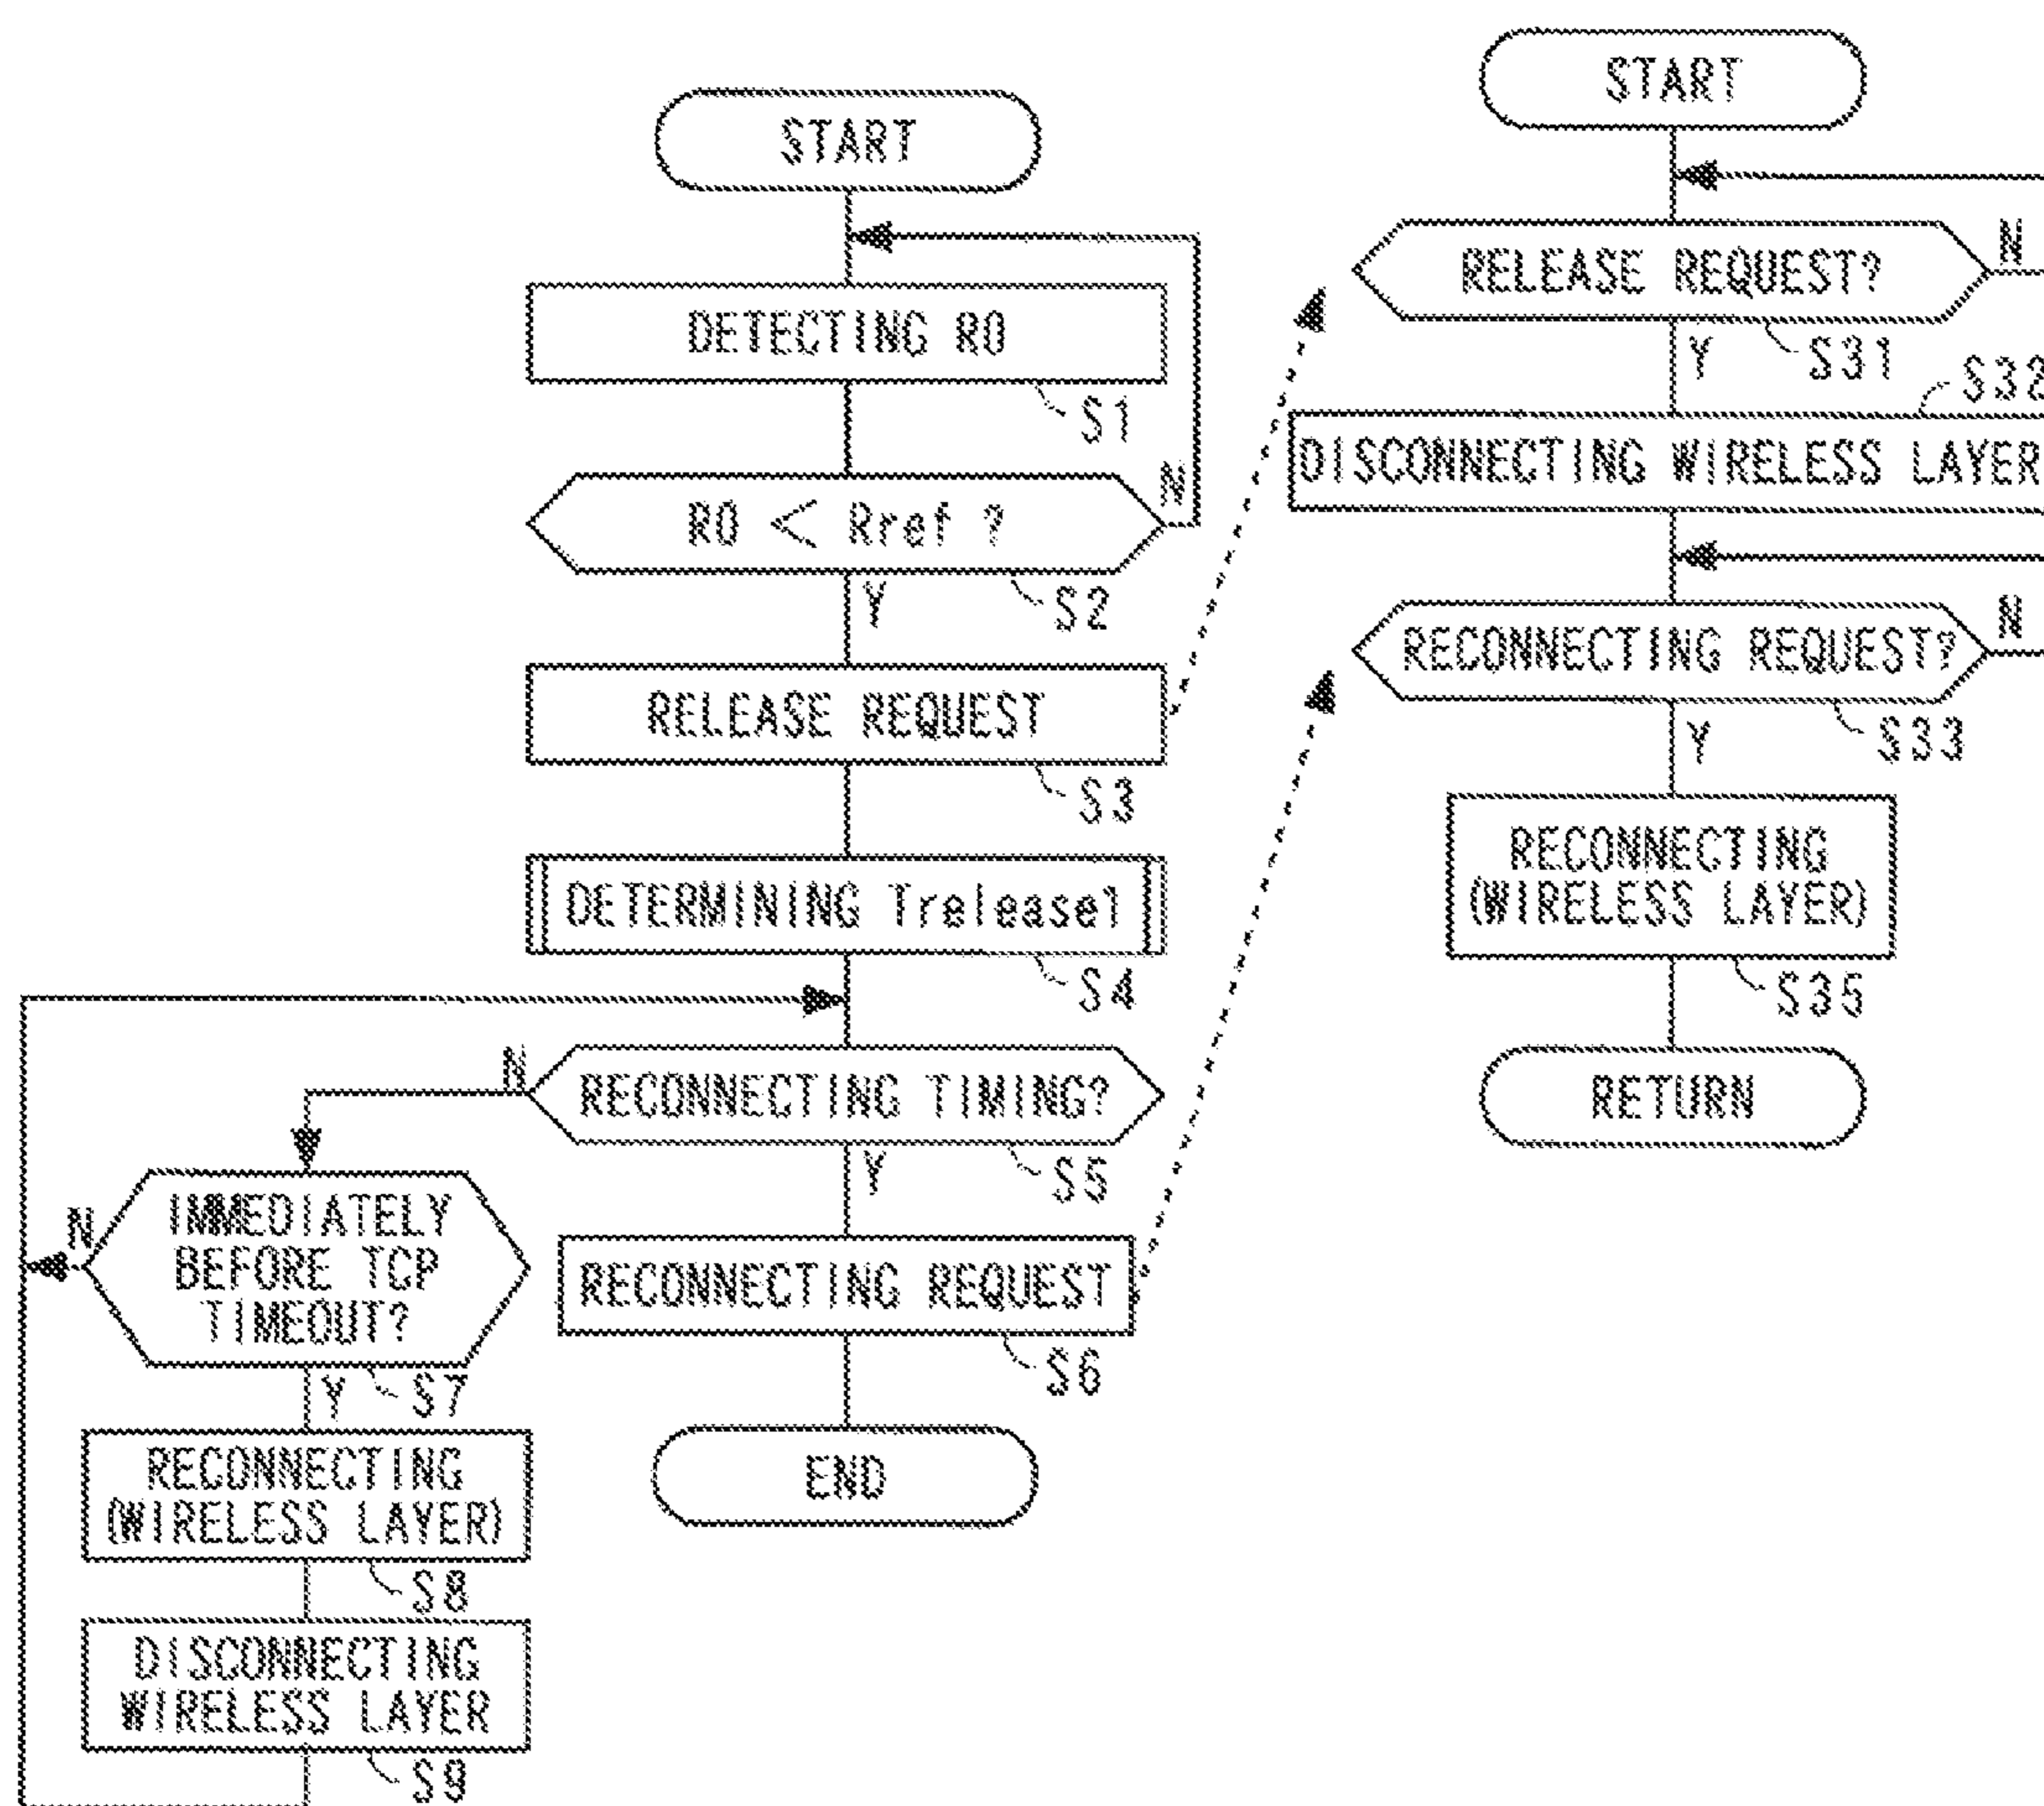 START
DETECTING R0
S1
R0 < Rref ?
N
Y
S2
RELEASE REQUEST
S3
DETERMINING Trelease1
S4
RECONNECTING TIMING?
N
Y
S5
RECONNECTING REQUEST
S6
END
IMMEDIATELY
BEFORE TCP
TIMEOUT?
N
Y
S7
RECONNECTING
(WIRELESS LAYER)
S8
DISCONNECTING
WIRELESS LAYER
S9
START
RELEASE REQUEST?
N
Y
S31
S32
DISCONNECTING WIRELESS LAYER
RECONNECTING REQUEST?
N
Y
S33
RECONNECTING
(WIRELESS LAYER)
S35
RETURN